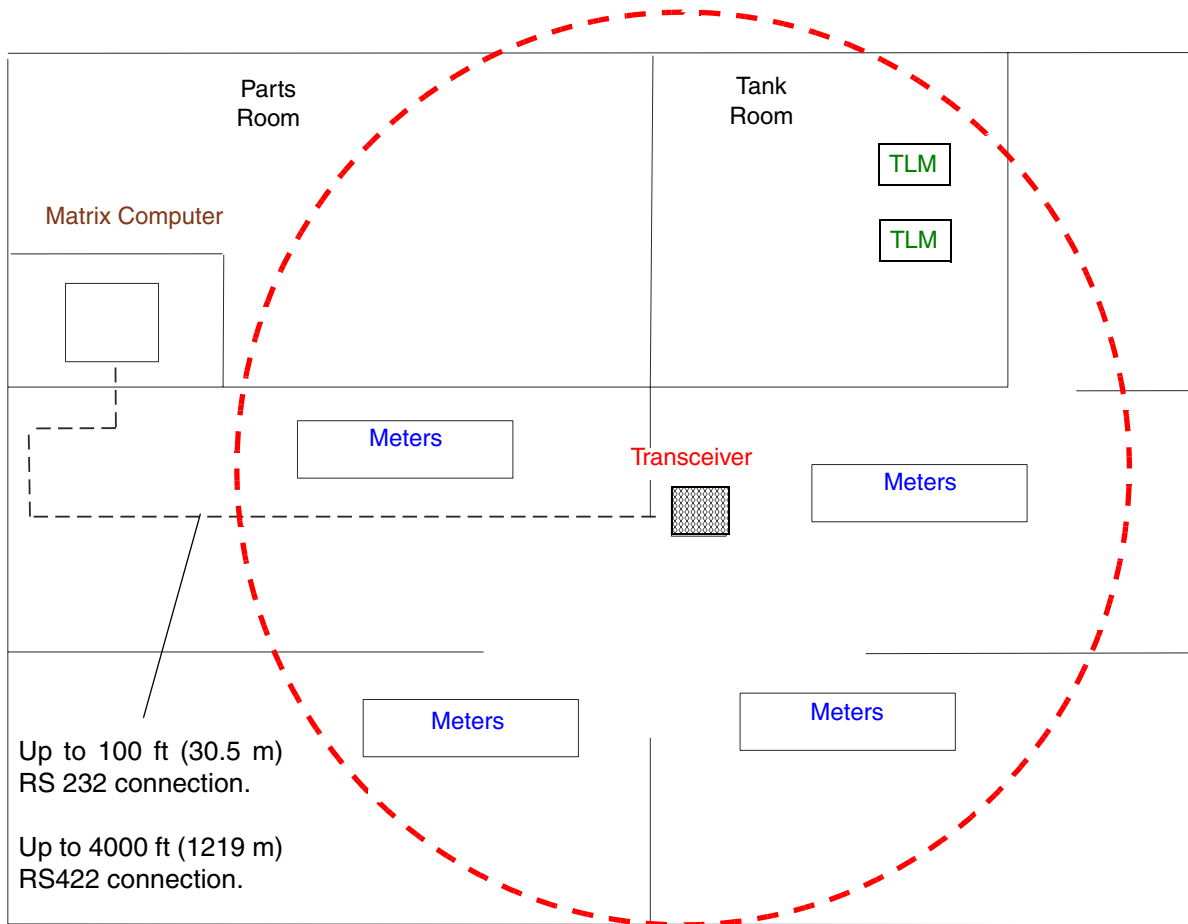 Parts
Room
Tank
Room
TLM
Matrix Computer
TLM
Meters
Transceiver
Meters
Meters
Meters
Up to 100 ft (30.5 m)
RS 232 connection.
Up to 4000 ft (1219 m)
RS422 connection.